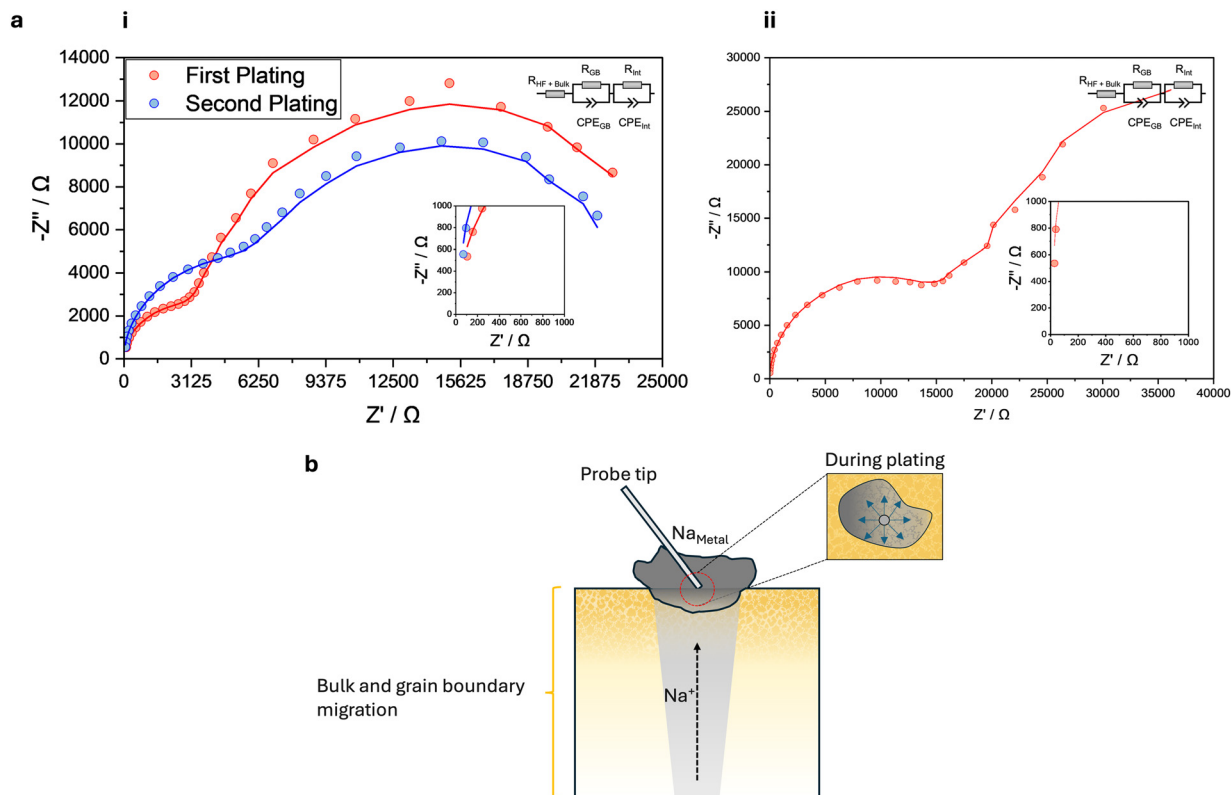 a
i
ii
14000
12000
10000
8000
6000
4000
2000
0
-Z" / Ω
First Plating
Second Plating
R_HF + Bulk
R_GB
R_Int
CPE_GB
CPE_Int
1000
800
600
400
200
0
-Z" / Ω
0 200 400 600 800 1000
Z' / Ω
0 3125 6250 9375 12500 15625 18750 21875 25000
Z' / Ω
30000
25000
20000
15000
10000
5000
0
-Z" / Ω
R_HF + Bulk
R_GB
R_Int
CPE_GB
CPE_Int
1000
800
600
400
200
0
-Z" / Ω
0 1000
Z' / Ω
0 5000 10000 15000 20000 25000 30000 35000 40000
Z' / Ω
b
During plating
Probe tip
Na_Metal
Bulk and grain boundary
migration
Na⁺